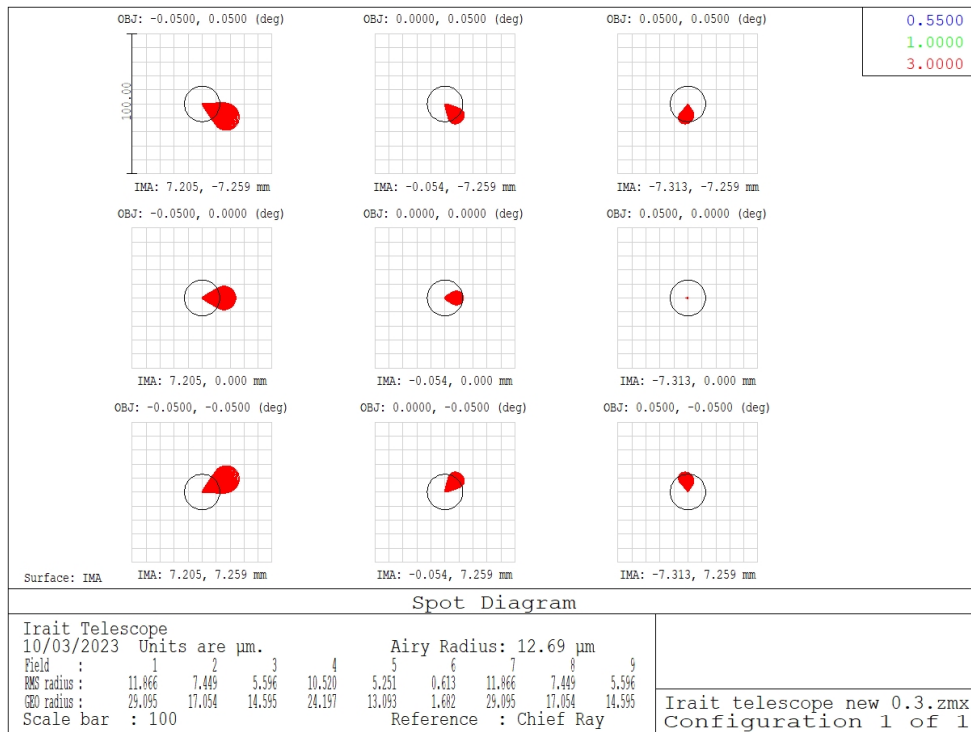 OBJ: -0.0500, 0.0500 (deg) OBJ: 0.0000, 0.0500 (deg) OBJ: 0.0500, 0.0500 (deg)
0.5500
1.0000
3.0000
100.00
IMA: 7.205, -7.259 mm IMA: -0.054, -7.259 mm IMA: -7.313, -7.259 mm
OBJ: -0.0500, 0.0000 (deg) OBJ: 0.0000, 0.0000 (deg) OBJ: 0.0500, 0.0000 (deg)
IMA: 7.205, 0.000 mm IMA: -0.054, 0.000 mm IMA: -7.313, 0.000 mm
OBJ: -0.0500, -0.0500 (deg) OBJ: 0.0000, -0.0500 (deg) OBJ: 0.0500, -0.0500 (deg)
Surface: IMA IMA: 7.205, 7.259 mm IMA: -0.054, 7.259 mm IMA: -7.313, 7.259 mm
Spot Diagram
Irait Telescope
10/03/2023 Units are µm. Airy Radius: 12.69 µm
Field : 1 2 3 4 5 6 7 8 9
RMS radius : 11.866 7.449 5.596 10.520 5.251 0.613 11.866 7.449 5.596
GEO radius : 29.095 17.054 14.595 24.197 13.093 1.682 29.095 17.054 14.595
Scale bar : 100 Reference : Chief Ray
Irait telescope new 0.3.zmx
Configuration 1 of 1